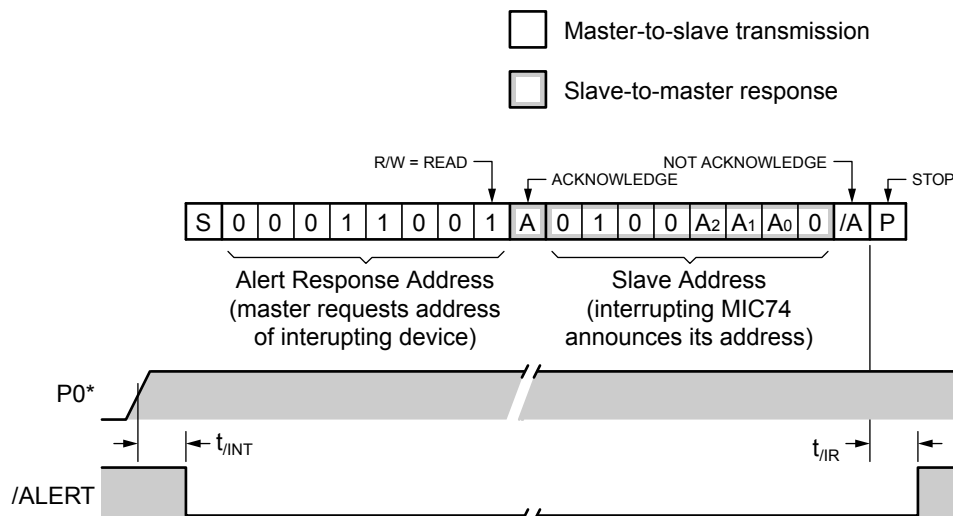 Master-to-slave transmission
Slave-to-master response
R/W = READ
ACKNOWLEDGE
NOT ACKNOWLEDGE
STOP
S 0 0 0 1 1 0 0 1 A 0 1 0 0 A2 A1 A0 0 /A P
Alert Response Address
(master requests address
of interupting device)
Slave Address
(interrupting MIC74
announces its address)
P0*
t/INT
t/IR
/ALERT